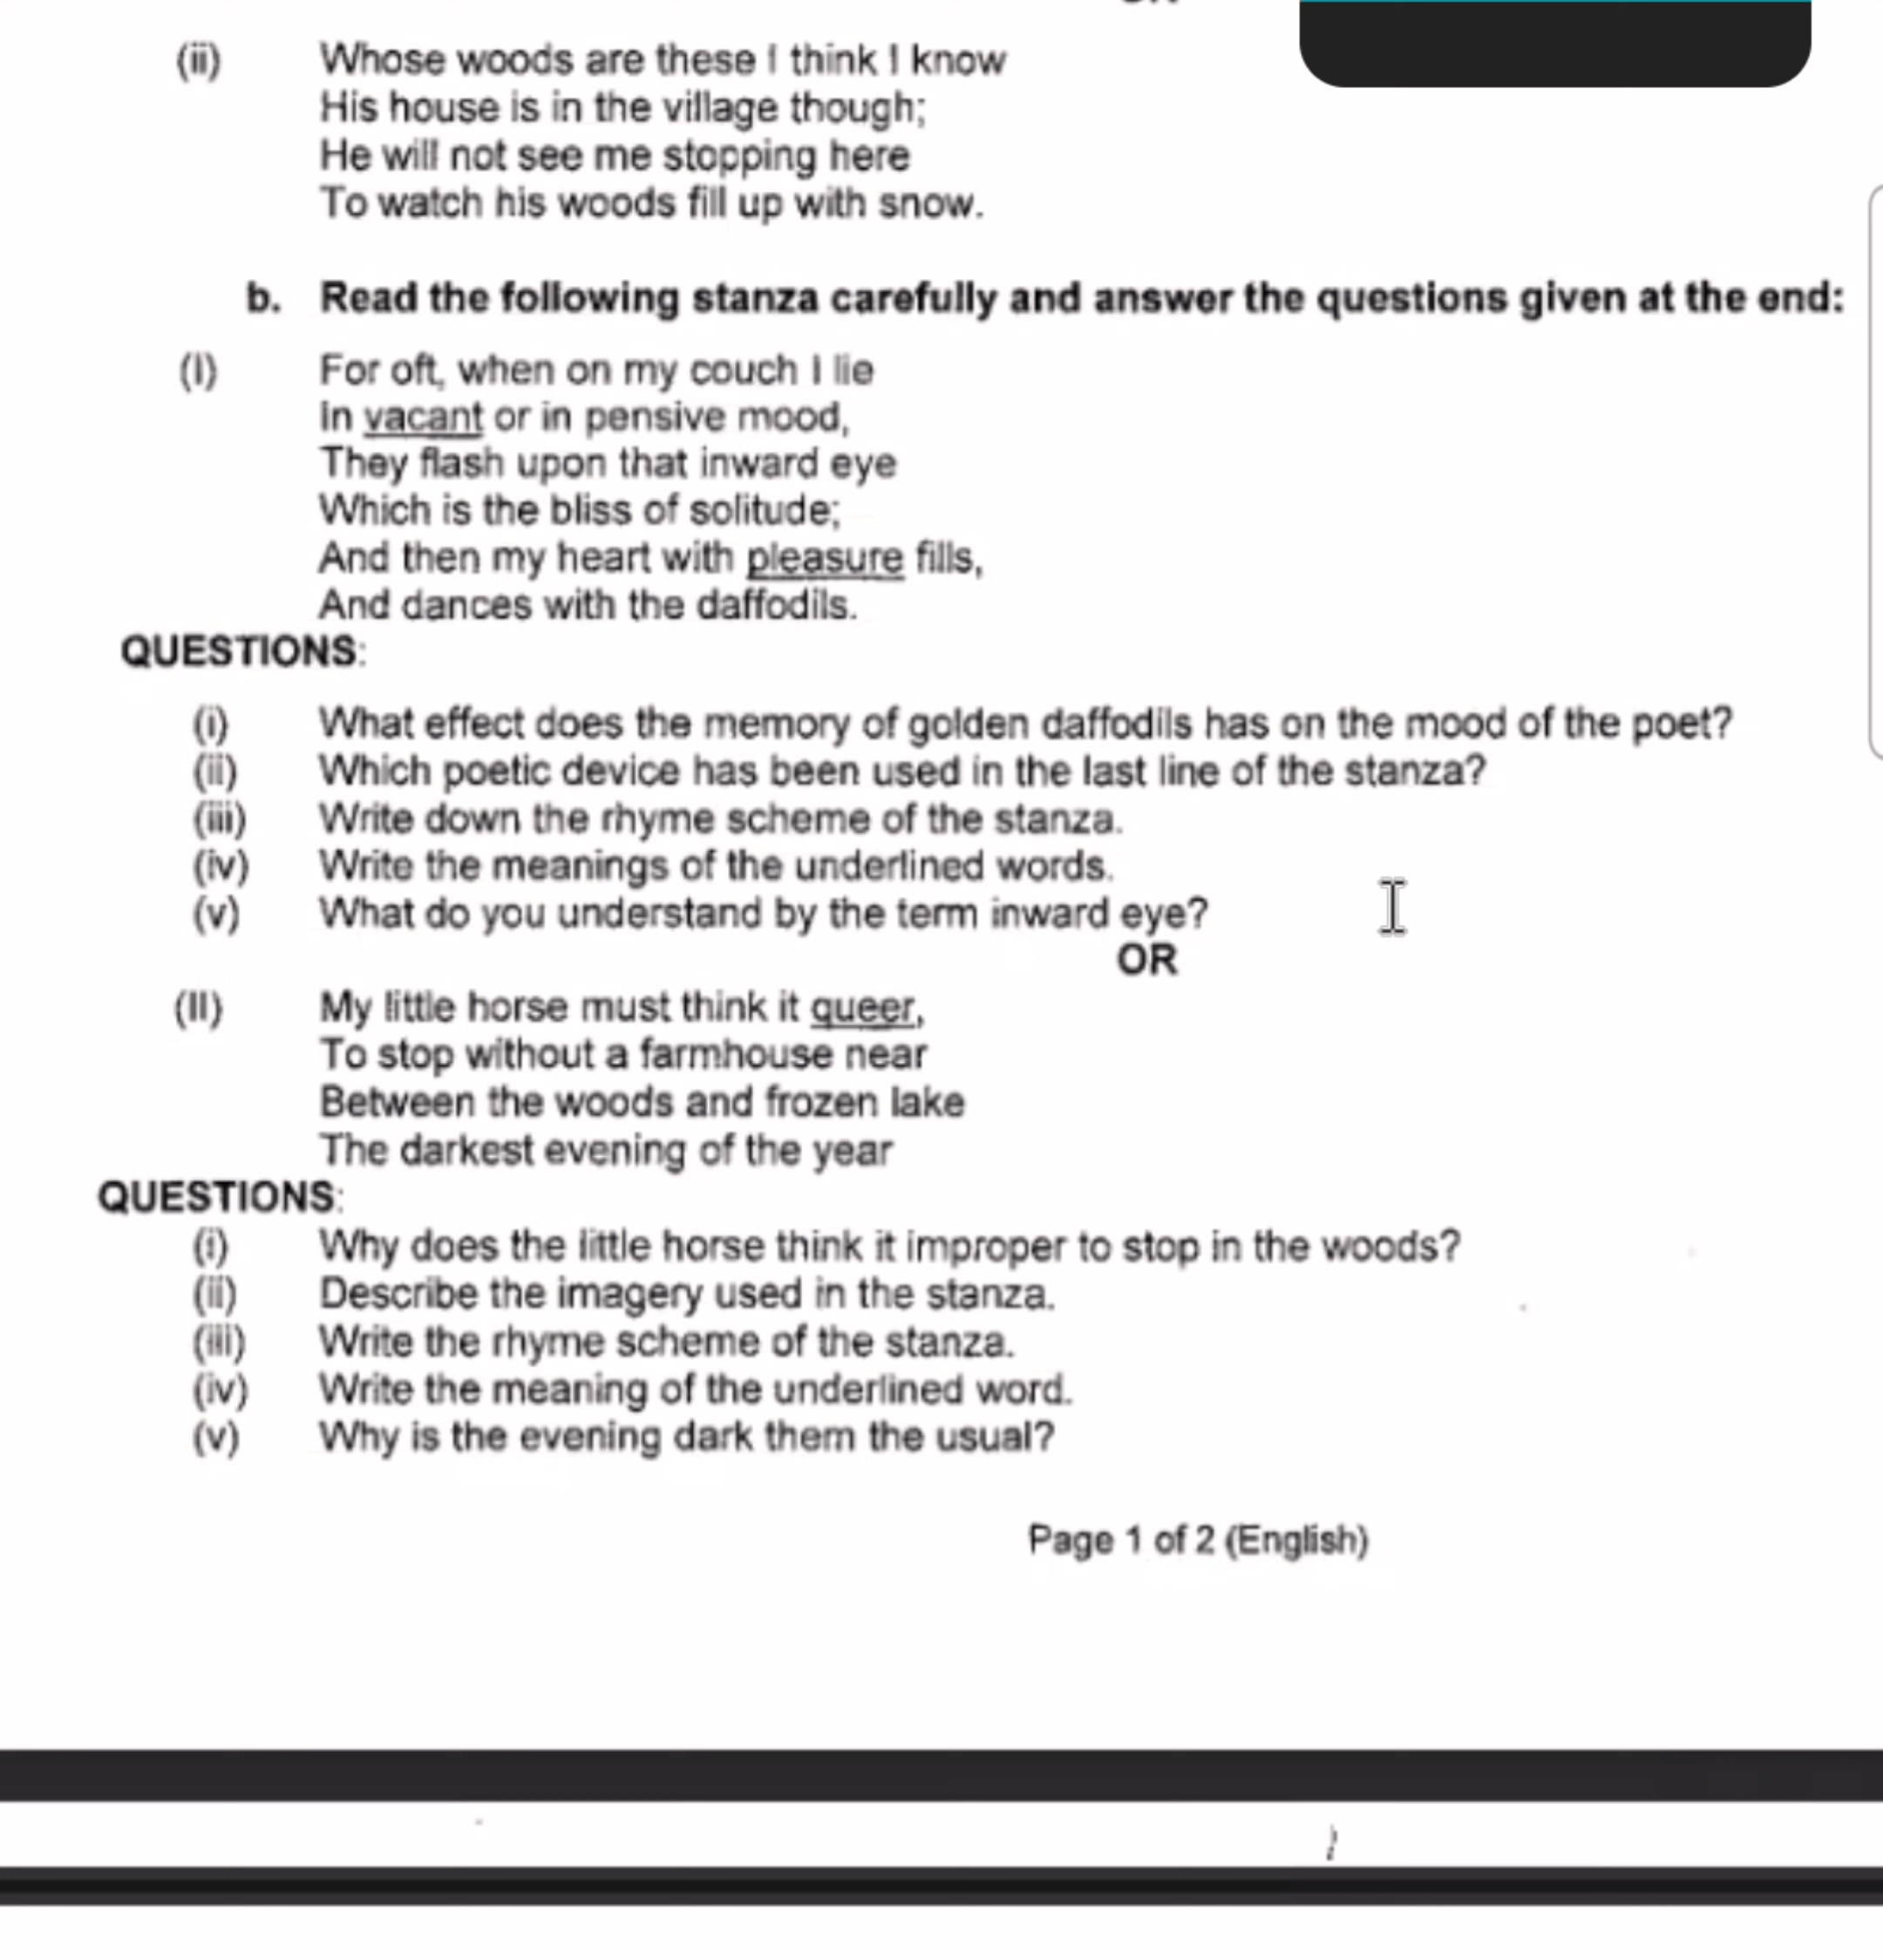 (ii) Whose woods are these I think I know
His house is in the village though;
He will not see me stopping here
To watch his woods fill up with snow.
b. Read the following stanza carefully and answer the questions given at the end:
(I) For oft, when on my couch I lie
In vacant or in pensive mood,
They flash upon that inward eye
Which is the bliss of solitude;
And then my heart with pleasure fills,
And dances with the daffodils.
QUESTIONS:
(i) What effect does the memory of golden daffodils has on the mood of the poet?
(ii) Which poetic device has been used in the last line of the stanza?
(iii) Write down the rhyme scheme of the stanza.
(iv) Write the meanings of the underlined words.
(v) What do you understand by the term inward eye?
OR
(II) My little horse must think it queer,
To stop without a farmhouse near
Between the woods and frozen lake
The darkest evening of the year
QUESTIONS:
(i) Why does the little horse think it improper to stop in the woods?
(ii) Describe the imagery used in the stanza.
(iii) Write the rhyme scheme of the stanza.
(iv) Write the meaning of the underlined word.
(v) Why is the evening dark them the usual?
Page 1 of 2 (English)